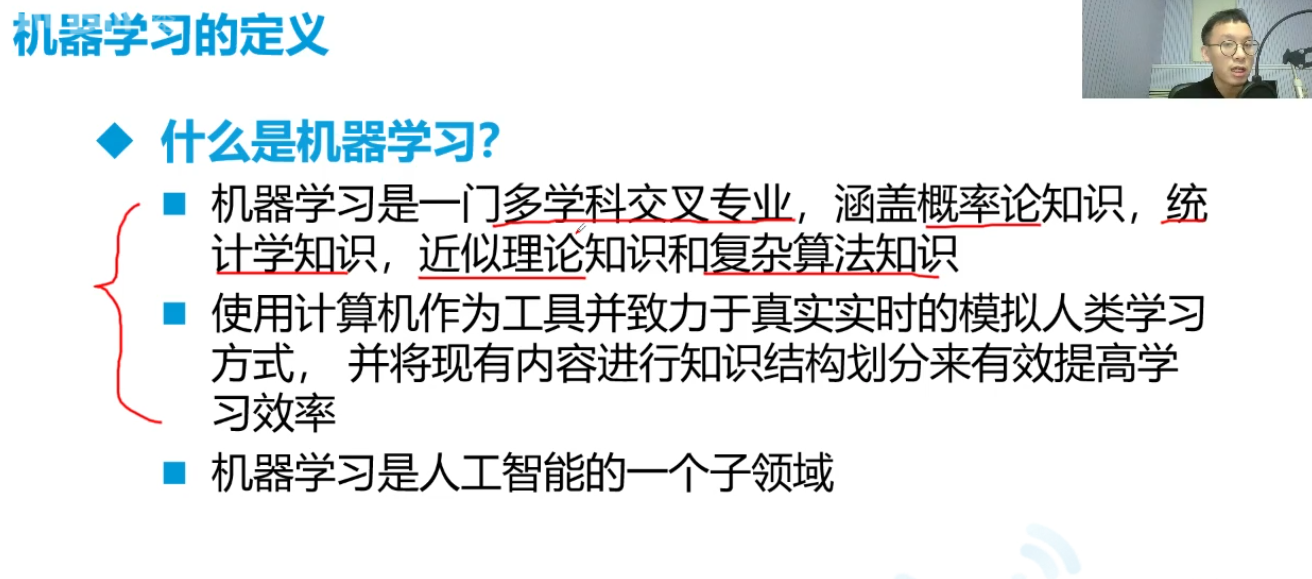 机器学习的定义
什么是机器学习？
机器学习是一门多学科交叉专业，涵盖概率论知识，统
计学知识，近似理论知识和复杂算法知识
使用计算机作为工具并致力于真实实时的模拟人类学习
方式， 并将现有内容进行知识结构划分来有效提高学
习效率
机器学习是人工智能的一个子领域